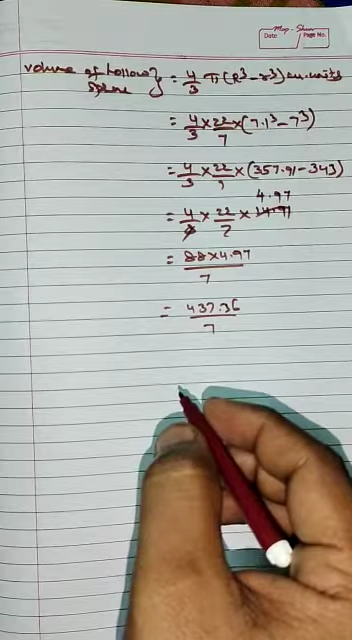 Date
Page No.
volume of hollow sphere } = 4/3 π (R³ - r³) cu.units
= 4/3 × 22/7 × (7.1³ - 7³)
= 4/3 × 22/7 × (357.91 - 343)
4.97
= 4/3 × 22/7 × 14.91
= 88×4.97/7
= 437.36/7